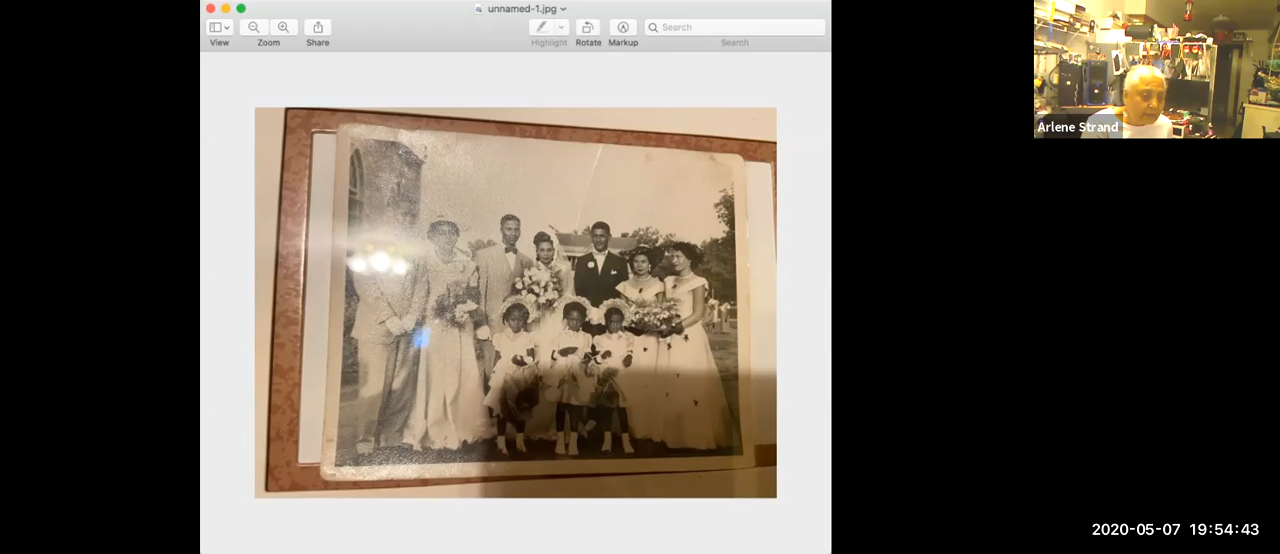 unnamed-1.jpg
View
Zoom
Share
Highlight
Rotate
Markup
Search
Search
Arlene Strand
2020-05-07 19:54:43